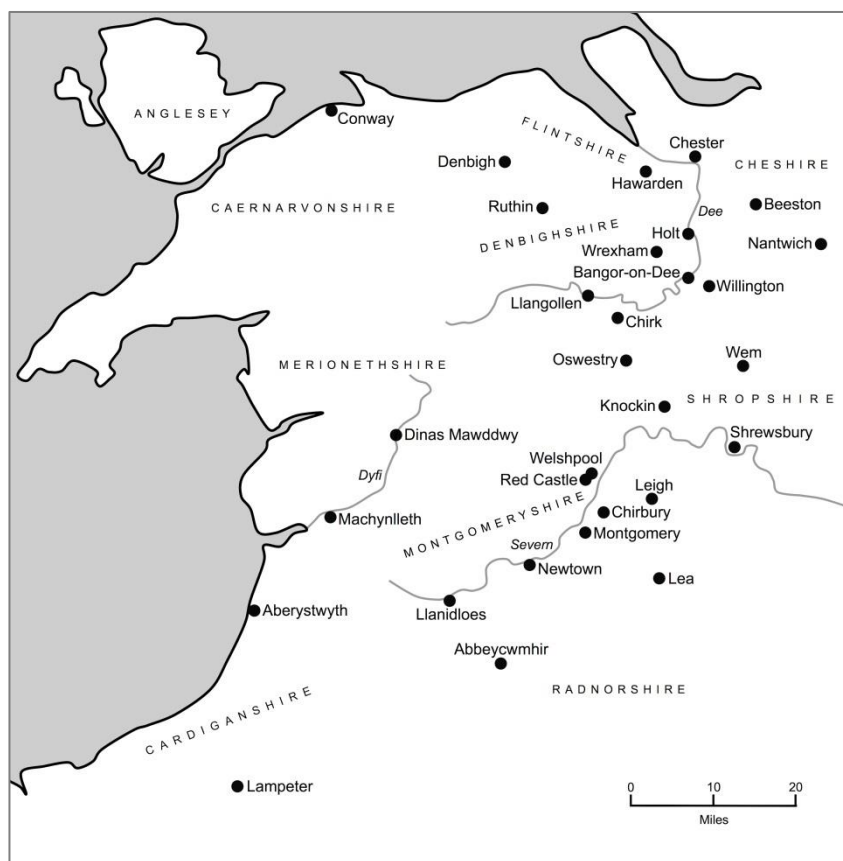 ANGLESEY
Conway
FLINTSHIRE
Chester
CHESHIRE
Denbigh
Hawarden
CAERNARVONSHIRE
Ruthin
Dee
Beeston
DENBIGHSHIRE
Holt
Nantwich
Wrexham
Bangor-on-Dee
Willington
Llangollen
Chirk
MERIONETHSHIRE
Oswestry
Wem
Knockin
SHROPSHIRE
Dinas Mawddwy
Shrewsbury
Welshpool
Dyfi
Red Castle
Leigh
MONTGOMERYSHIRE
Chirbury
Machynlleth
Montgomery
Severn
Newtown
Lea
Aberystwyth
Llanidloes
Abbeycwmhir
RADNORSHIRE
CARDIGANSHIRE
Lampeter
0 10 20
Miles